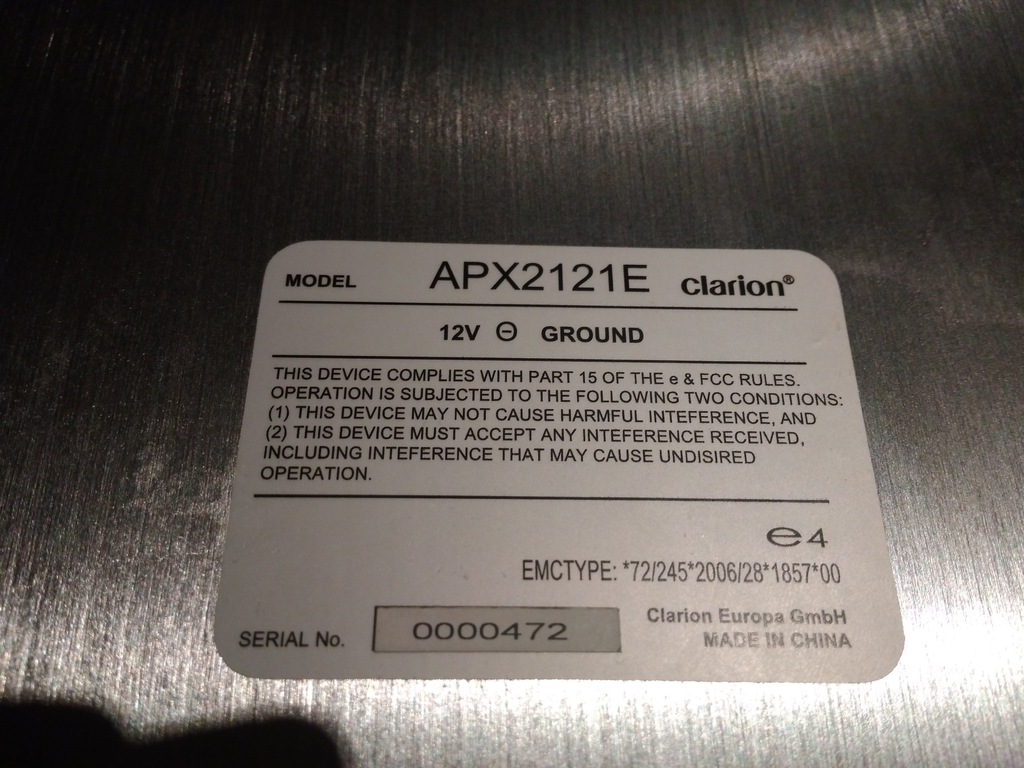 MODEL APX2121E clarion®
12V ⊖ GROUND
THIS DEVICE COMPLIES WITH PART 15 OF THE e & FCC RULES.
OPERATION IS SUBJECTED TO THE FOLLOWING TWO CONDITIONS:
(1) THIS DEVICE MAY NOT CAUSE HARMFUL INTEFERENCE, AND
(2) THIS DEVICE MUST ACCEPT ANY INTEFERENCE RECEIVED,
INCLUDING INTEFERENCE THAT MAY CAUSE UNDISIRED
OPERATION.
e4
EMCTYPE: *72/245*2006/28*1857*00
SERIAL No. 0000472
Clarion Europa GmbH
MADE IN CHINA